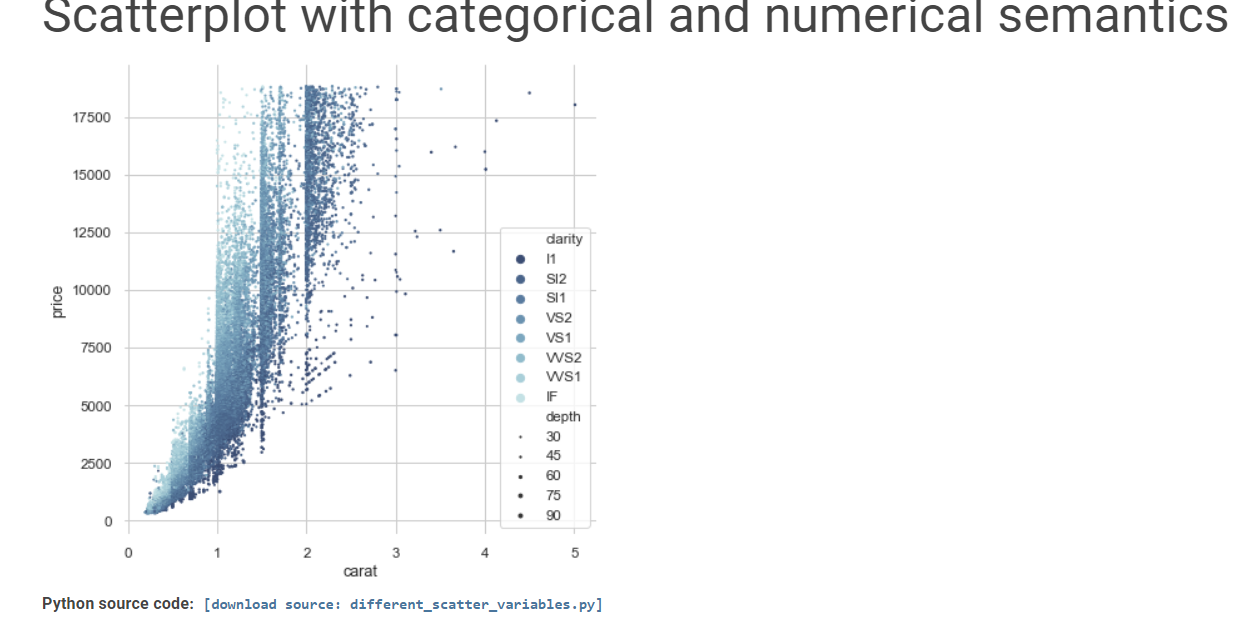 Scatterplot with categorical and numerical semantics
17500
15000
12500
10000
7500
5000
2500
0
price
0 1 2 3 4 5
carat
clarity
I1
SI2
SI1
VS2
VS1
VVS2
VVS1
IF
depth
30
45
60
75
90
Python source code: [download source: different_scatter_variables.py]